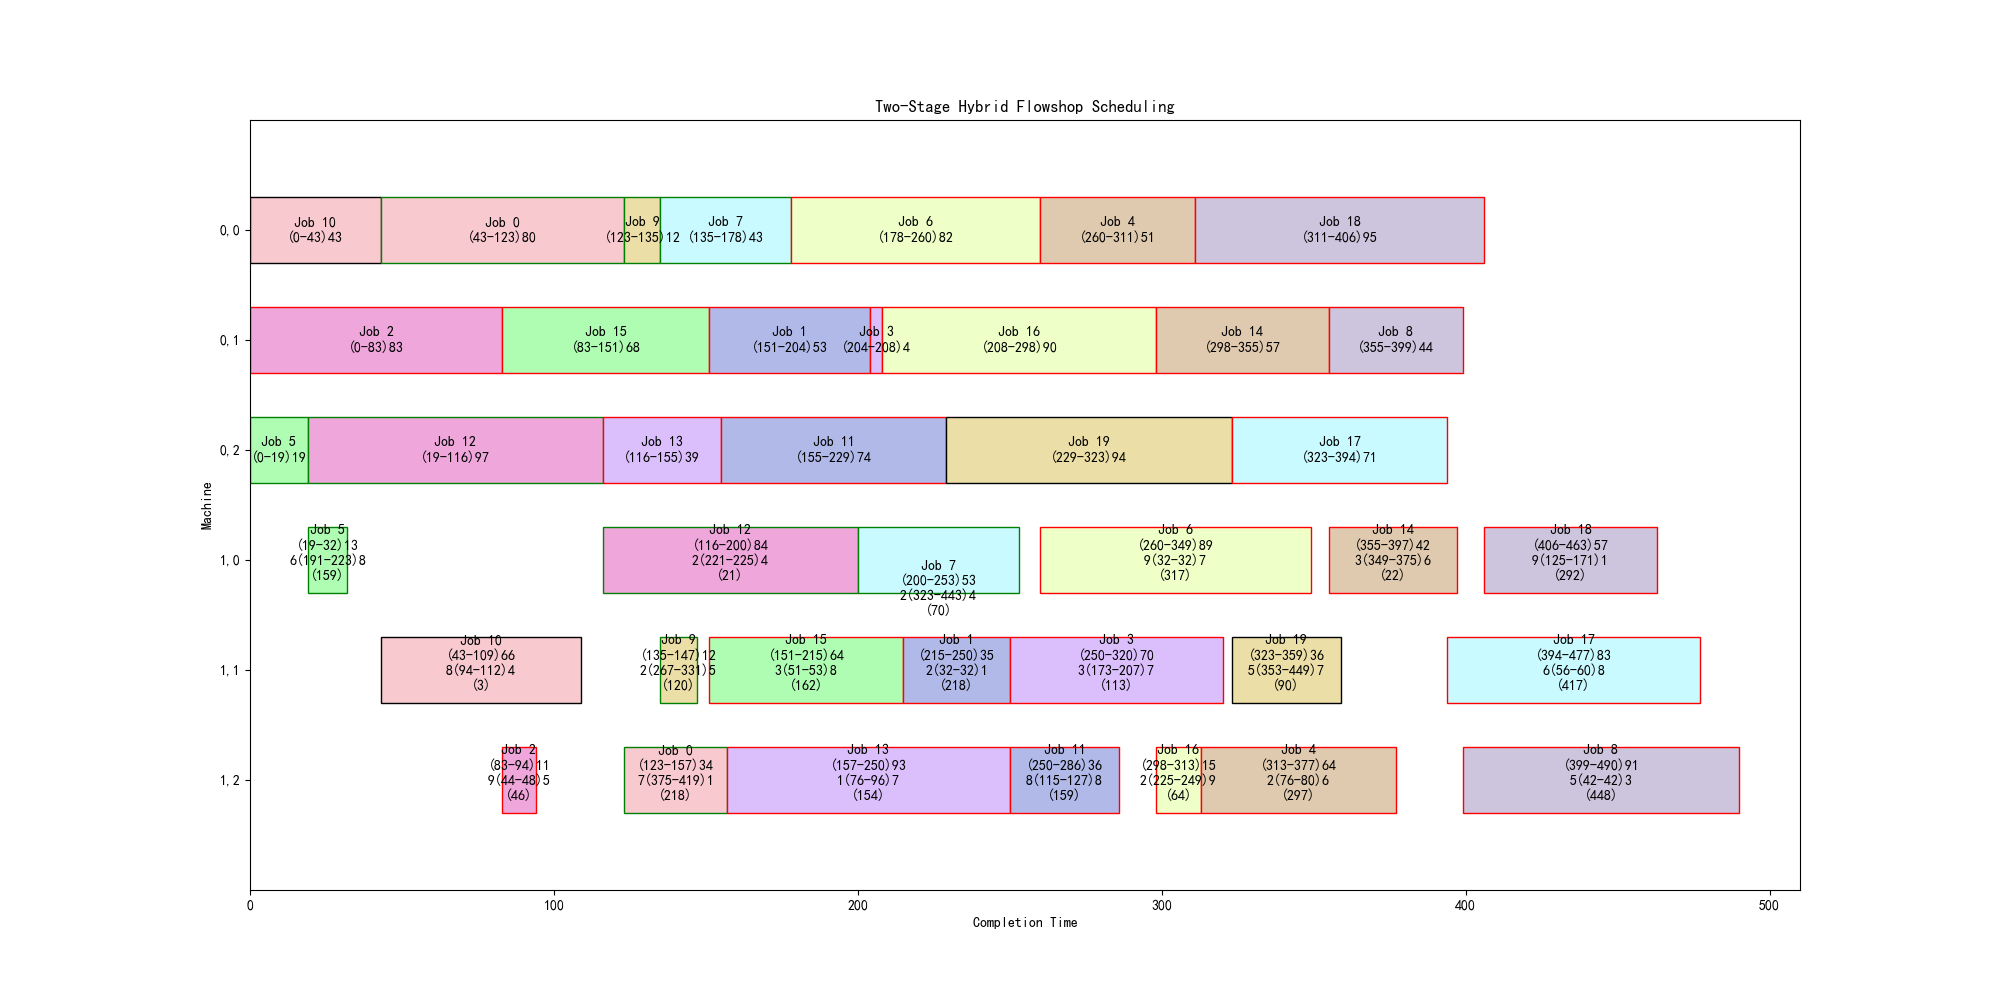 Two-Stage Hybrid Flowshop Scheduling
0,0
Job 10
(0-43)43
Job 0
(43-123)80
Job 9
(123-135)12
Job 7
(135-178)43
Job 6
(178-260)82
Job 4
(260-311)51
Job 18
(311-406)95
0,1
Job 2
(0-83)83
Job 15
(83-151)68
Job 1
(151-204)53
Job 3
(204-208)4
Job 16
(208-298)90
Job 14
(298-355)57
Job 8
(355-399)44
0,2
Job 5
(0-19)19
Job 12
(19-116)97
Job 13
(116-155)39
Job 11
(155-229)74
Job 19
(229-323)94
Job 17
(323-394)71
Machine
1,0
Job 5
(19-32)13
6(191-223)8
(159)
Job 12
(116-200)84
2(221-225)4
(21)
Job 7
(200-253)53
2(323-443)4
(70)
Job 6
(260-349)89
9(32-32)7
(317)
Job 14
(355-397)42
3(349-375)6
(22)
Job 18
(406-463)57
9(125-171)1
(292)
1,1
Job 10
(43-109)66
8(94-112)4
(3)
Job 9
(135-147)12
2(267-331)5
(120)
Job 15
(151-215)64
3(51-53)8
(162)
Job 1
(215-250)35
2(32-32)1
(218)
Job 3
(250-320)70
3(173-207)7
(113)
Job 19
(323-359)36
5(353-449)7
(90)
Job 17
(394-477)83
6(56-60)8
(417)
1,2
Job 2
(83-94)11
9(44-48)5
(46)
Job 0
(123-157)34
7(375-419)1
(218)
Job 13
(157-250)93
1(76-96)7
(154)
Job 11
(250-286)36
8(115-127)8
(159)
Job 16
(298-313)15
2(225-249)9
(64)
Job 4
(313-377)64
2(76-80)6
(297)
Job 8
(399-490)91
5(42-42)3
(448)
0
100
200
300
400
500
Completion Time